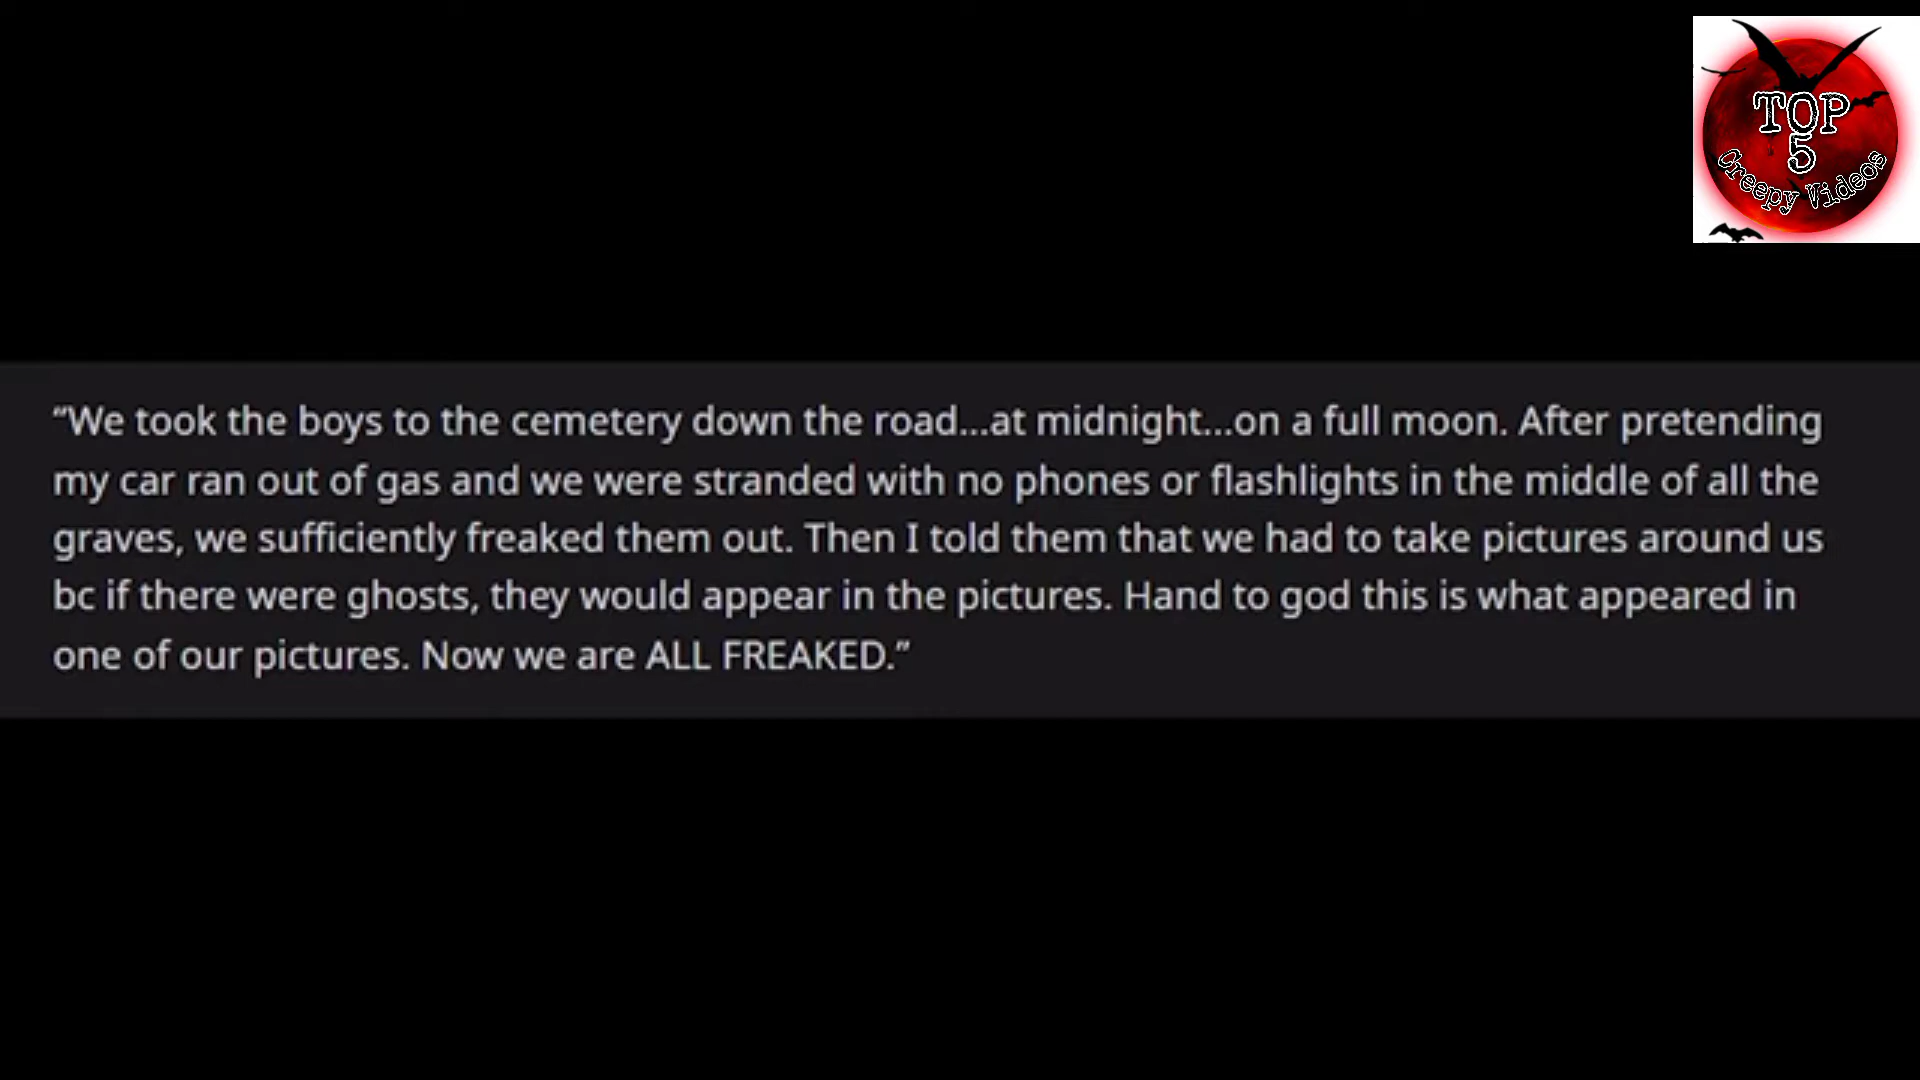 TOP
5
Creepy Videos
“We took the boys to the cemetery down the road...at midnight...on a full moon. After pretending
my car ran out of gas and we were stranded with no phones or flashlights in the middle of all the
graves, we sufficiently freaked them out. Then I told them that we had to take pictures around us
bc if there were ghosts, they would appear in the pictures. Hand to god this is what appeared in
one of our pictures. Now we are ALL FREAKED.”